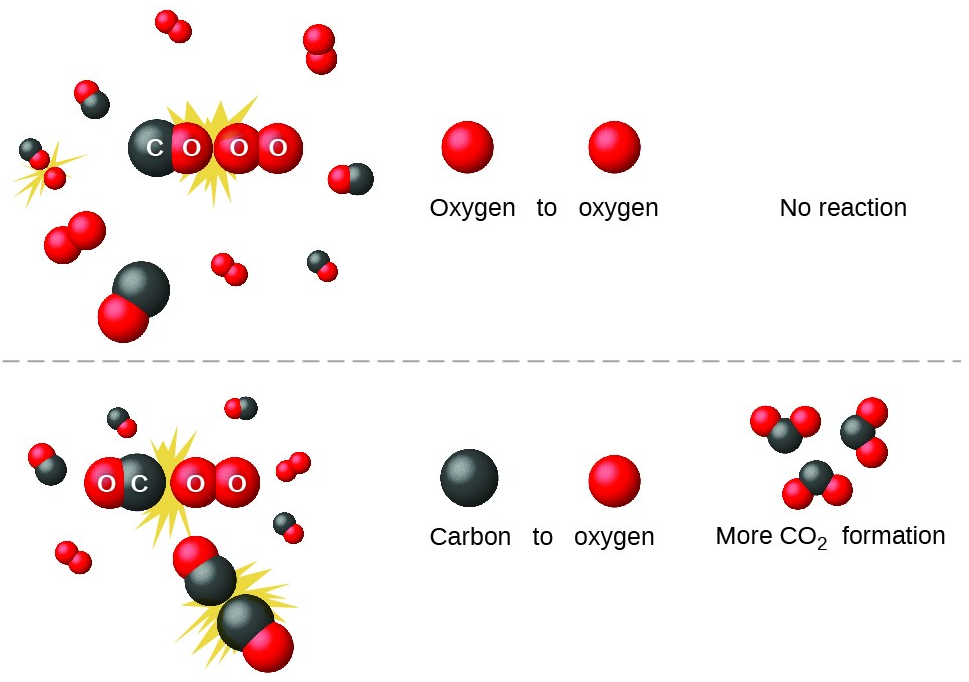 C O O O
Oxygen to oxygen
No reaction
O C O O
Carbon to oxygen
More CO₂ formation